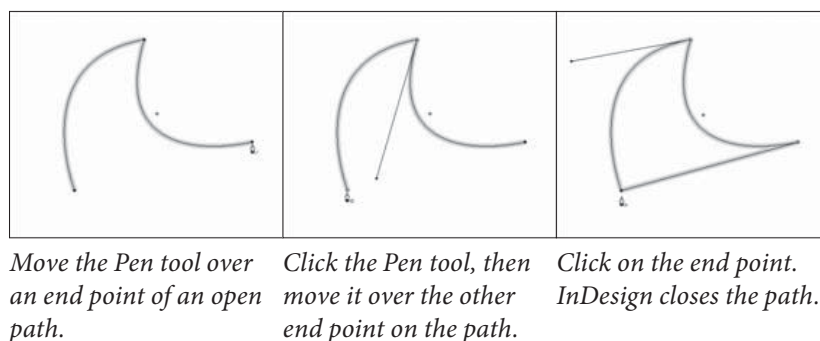 Move the Pen tool over
an end point of an open
path.
Click the Pen tool, then
move it over the other
end point on the path.
Click on the end point.
InDesign closes the path.